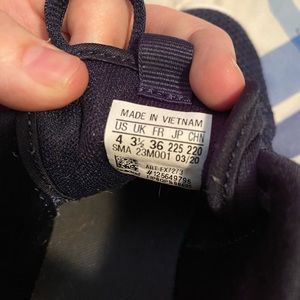 MADE IN VIETNAM
US UK FR JP CHN
4 3½ 36 225 220
SMA 23M001 03/20